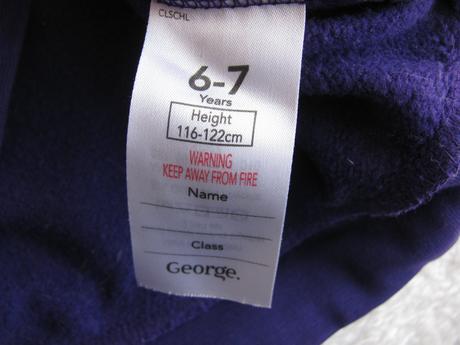 CLSCHL
6-7
Years
Height
116-122cm
WARNING
KEEP AWAY FROM FIRE
Name
Class
George.